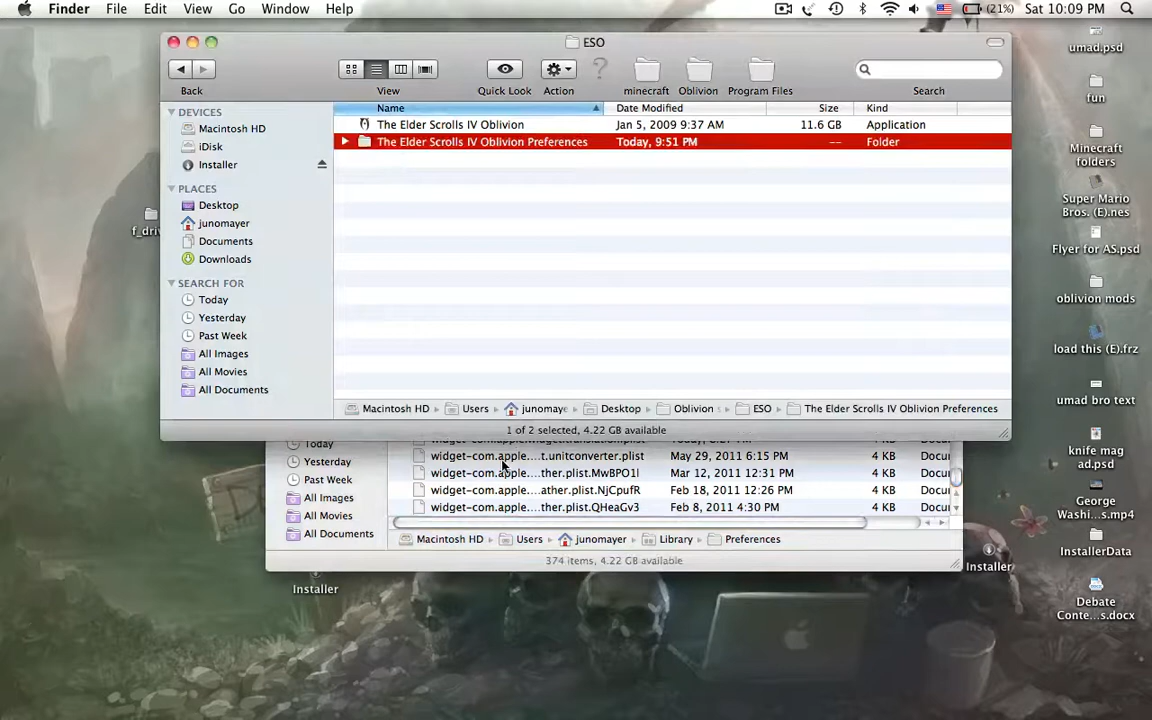 Finder File Edit View Go Window Help (21%) Sat 10:09 PM
ESO
Back View Quick Look Action minecraft Oblivion Program Files Search
DEVICES
Macintosh HD
iDisk
Installer
PLACES
Desktop
junomayer
Documents
Downloads
SEARCH FOR
Today
Yesterday
Past Week
All Images
All Movies
All Documents
Name Date Modified Size Kind
The Elder Scrolls IV Oblivion Jan 5, 2009 9:37 AM 11.6 GB Application
The Elder Scrolls IV Oblivion Preferences Today, 9:51 PM -- Folder
Macintosh HD Users junomaye Desktop Oblivion ESO The Elder Scrolls IV Oblivion Preferences
1 of 2 selected, 4.22 GB available
Today
Yesterday
Past Week
All Images
All Movies
All Documents
widget-com.apple....t.unitconverter.plist May 29, 2011 6:15 PM 4 KB Docu
widget-com.apple....ther.plist.MwBPO1l Mar 12, 2011 12:31 PM 4 KB Docu
widget-com.apple....ather.plist.NjCpufR Feb 18, 2011 12:26 PM 4 KB Docu
widget-com.apple....ther.plist.QHeaGv3 Feb 8, 2011 4:30 PM 4 KB Docu
Macintosh HD Users junomayer Library Preferences
374 items, 4.22 GB available
f_driv
Installer
Installer
umad.psd
fun
Minecraft
folders
Super Mario
Bros. (E).nes
Flyer for AS.psd
oblivion mods
load this (E).frz
umad bro text
knife mag
ad.psd
George
Washi...s.mp4
InstallerData
Debate
Conte...s.docx